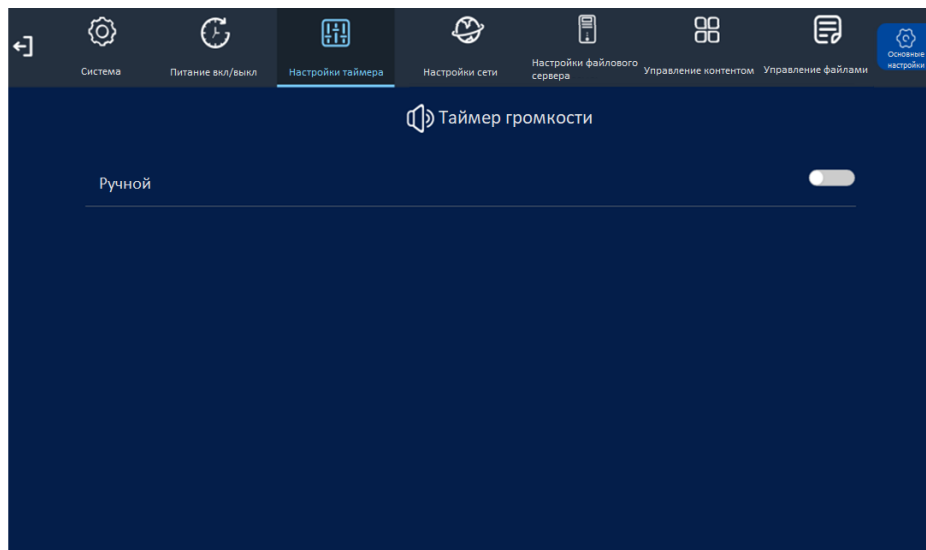 Система
Питание вкл/выкл
Настройки таймера
Настройки сети
Настройки файлового
сервера
Управление контентом
Управление файлами
Основные
настройки
Таймер громкости
Ручной